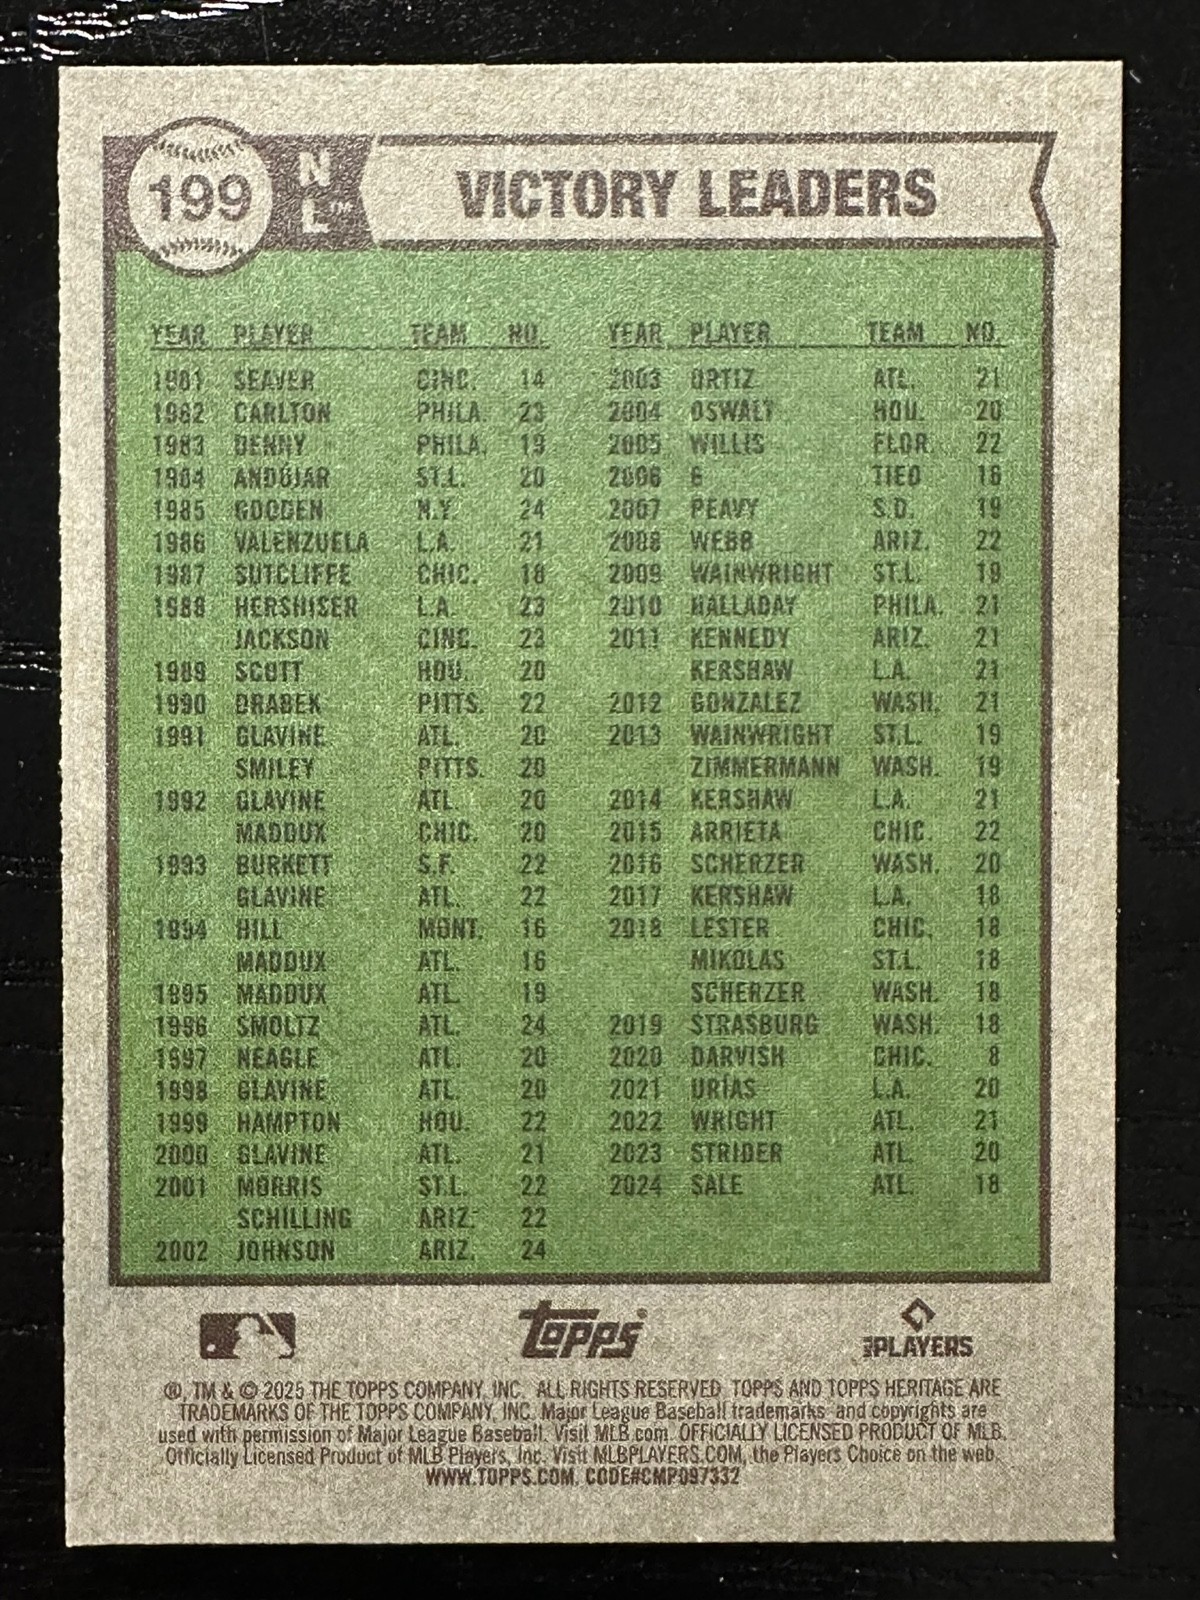 199 NL™ VICTORY LEADERS
YEAR PLAYER TEAM NO.
1981 SEAVER CINC. 14
1982 CARLTON PHILA. 23
1983 DENNY PHILA. 19
1984 ANDÚJAR ST.L. 20
1985 GOODEN N.Y. 24
1986 VALENZUELA L.A. 21
1987 SUTCLIFFE CHIC. 18
1988 HERSHISER L.A. 23
JACKSON CINC. 23
1989 SCOTT HOU. 20
1990 DRABEK PITTS. 22
1991 GLAVINE ATL. 20
SMILEY PITTS. 20
1992 GLAVINE ATL. 20
MADDUX CHIC. 20
1993 BURKETT S.F. 22
GLAVINE ATL. 22
1994 HILL MONT. 16
MADDUX ATL. 16
1995 MADDUX ATL. 19
1996 SMOLTZ ATL. 24
1997 NEAGLE ATL. 20
1998 GLAVINE ATL. 20
1999 HAMPTON HOU. 22
2000 GLAVINE ATL. 21
2001 MORRIS ST.L. 22
SCHILLING ARIZ. 22
2002 JOHNSON ARIZ. 24
YEAR PLAYER TEAM NO.
2003 ORTIZ ATL. 21
2004 OSWALT HOU. 20
2005 WILLIS FLOR. 22
2006 6 TIED 16
2007 PEAVY S.D. 19
2008 WEBB ARIZ. 22
2009 WAINWRIGHT ST.L. 19
2010 HALLADAY PHILA. 21
2011 KENNEDY ARIZ. 21
KERSHAW L.A. 21
2012 GONZALEZ WASH. 21
2013 WAINWRIGHT ST.L. 19
ZIMMERMANN WASH. 19
2014 KERSHAW L.A. 21
2015 ARRIETA CHIC. 22
2016 SCHERZER WASH. 20
2017 KERSHAW L.A. 18
2018 LESTER CHIC. 18
MIKOLAS ST.L. 18
SCHERZER WASH. 18
2019 STRASBURG WASH. 18
2020 DARVISH CHIC. 8
2021 URÍAS L.A. 20
2022 WRIGHT ATL. 21
2023 STRIDER ATL. 20
2024 SALE ATL. 18
topps® MLBPLAYERS
®, TM & © 2025 THE TOPPS COMPANY, INC. ALL RIGHTS RESERVED. TOPPS AND TOPPS HERITAGE ARE
TRADEMARKS OF THE TOPPS COMPANY, INC. Major League Baseball trademarks and copyrights are
used with permission of Major League Baseball. Visit MLB.com. OFFICIALLY LICENSED PRODUCT OF MLB.
Officially Licensed Product of MLB Players, Inc. Visit MLBPLAYERS.COM, the Players Choice on the web.
WWW.TOPPS.COM. CODE#CMP097332